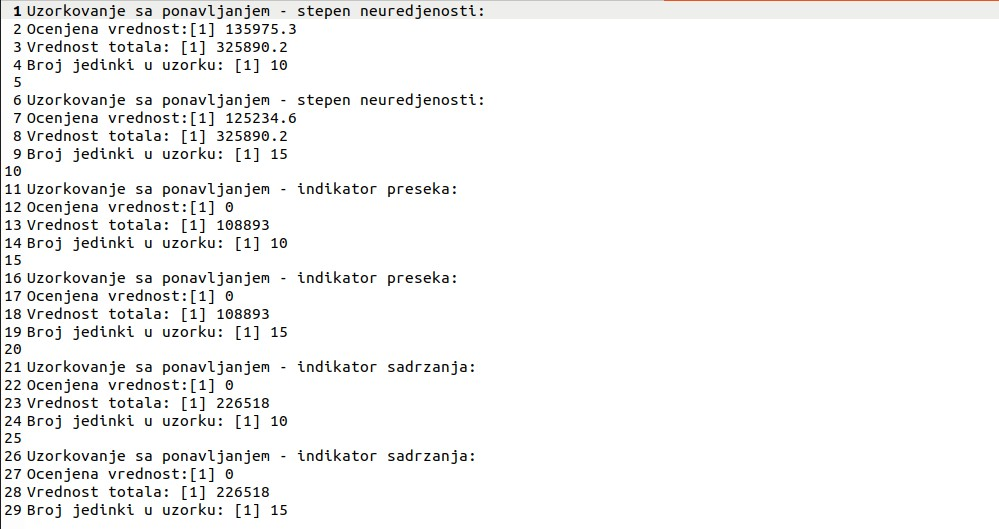 1 Uzorkovanje sa ponavljanjem - stepen neuredjenosti:
2 Ocenjena vrednost:[1] 135975.3
3 Vrednost totala: [1] 325890.2
4 Broj jedinki u uzorku: [1] 10
5
6 Uzorkovanje sa ponavljanjem - stepen neuredjenosti:
7 Ocenjena vrednost:[1] 125234.6
8 Vrednost totala: [1] 325890.2
9 Broj jedinki u uzorku: [1] 15
10
11 Uzorkovanje sa ponavljanjem - indikator preseka:
12 Ocenjena vrednost:[1] 0
13 Vrednost totala: [1] 108893
14 Broj jedinki u uzorku: [1] 10
15
16 Uzorkovanje sa ponavljanjem - indikator preseka:
17 Ocenjena vrednost:[1] 0
18 Vrednost totala: [1] 108893
19 Broj jedinki u uzorku: [1] 15
20
21 Uzorkovanje sa ponavljanjem - indikator sadrzanja:
22 Ocenjena vrednost:[1] 0
23 Vrednost totala: [1] 226518
24 Broj jedinki u uzorku: [1] 10
25
26 Uzorkovanje sa ponavljanjem - indikator sadrzanja:
27 Ocenjena vrednost:[1] 0
28 Vrednost totala: [1] 226518
29 Broj jedinki u uzorku: [1] 15